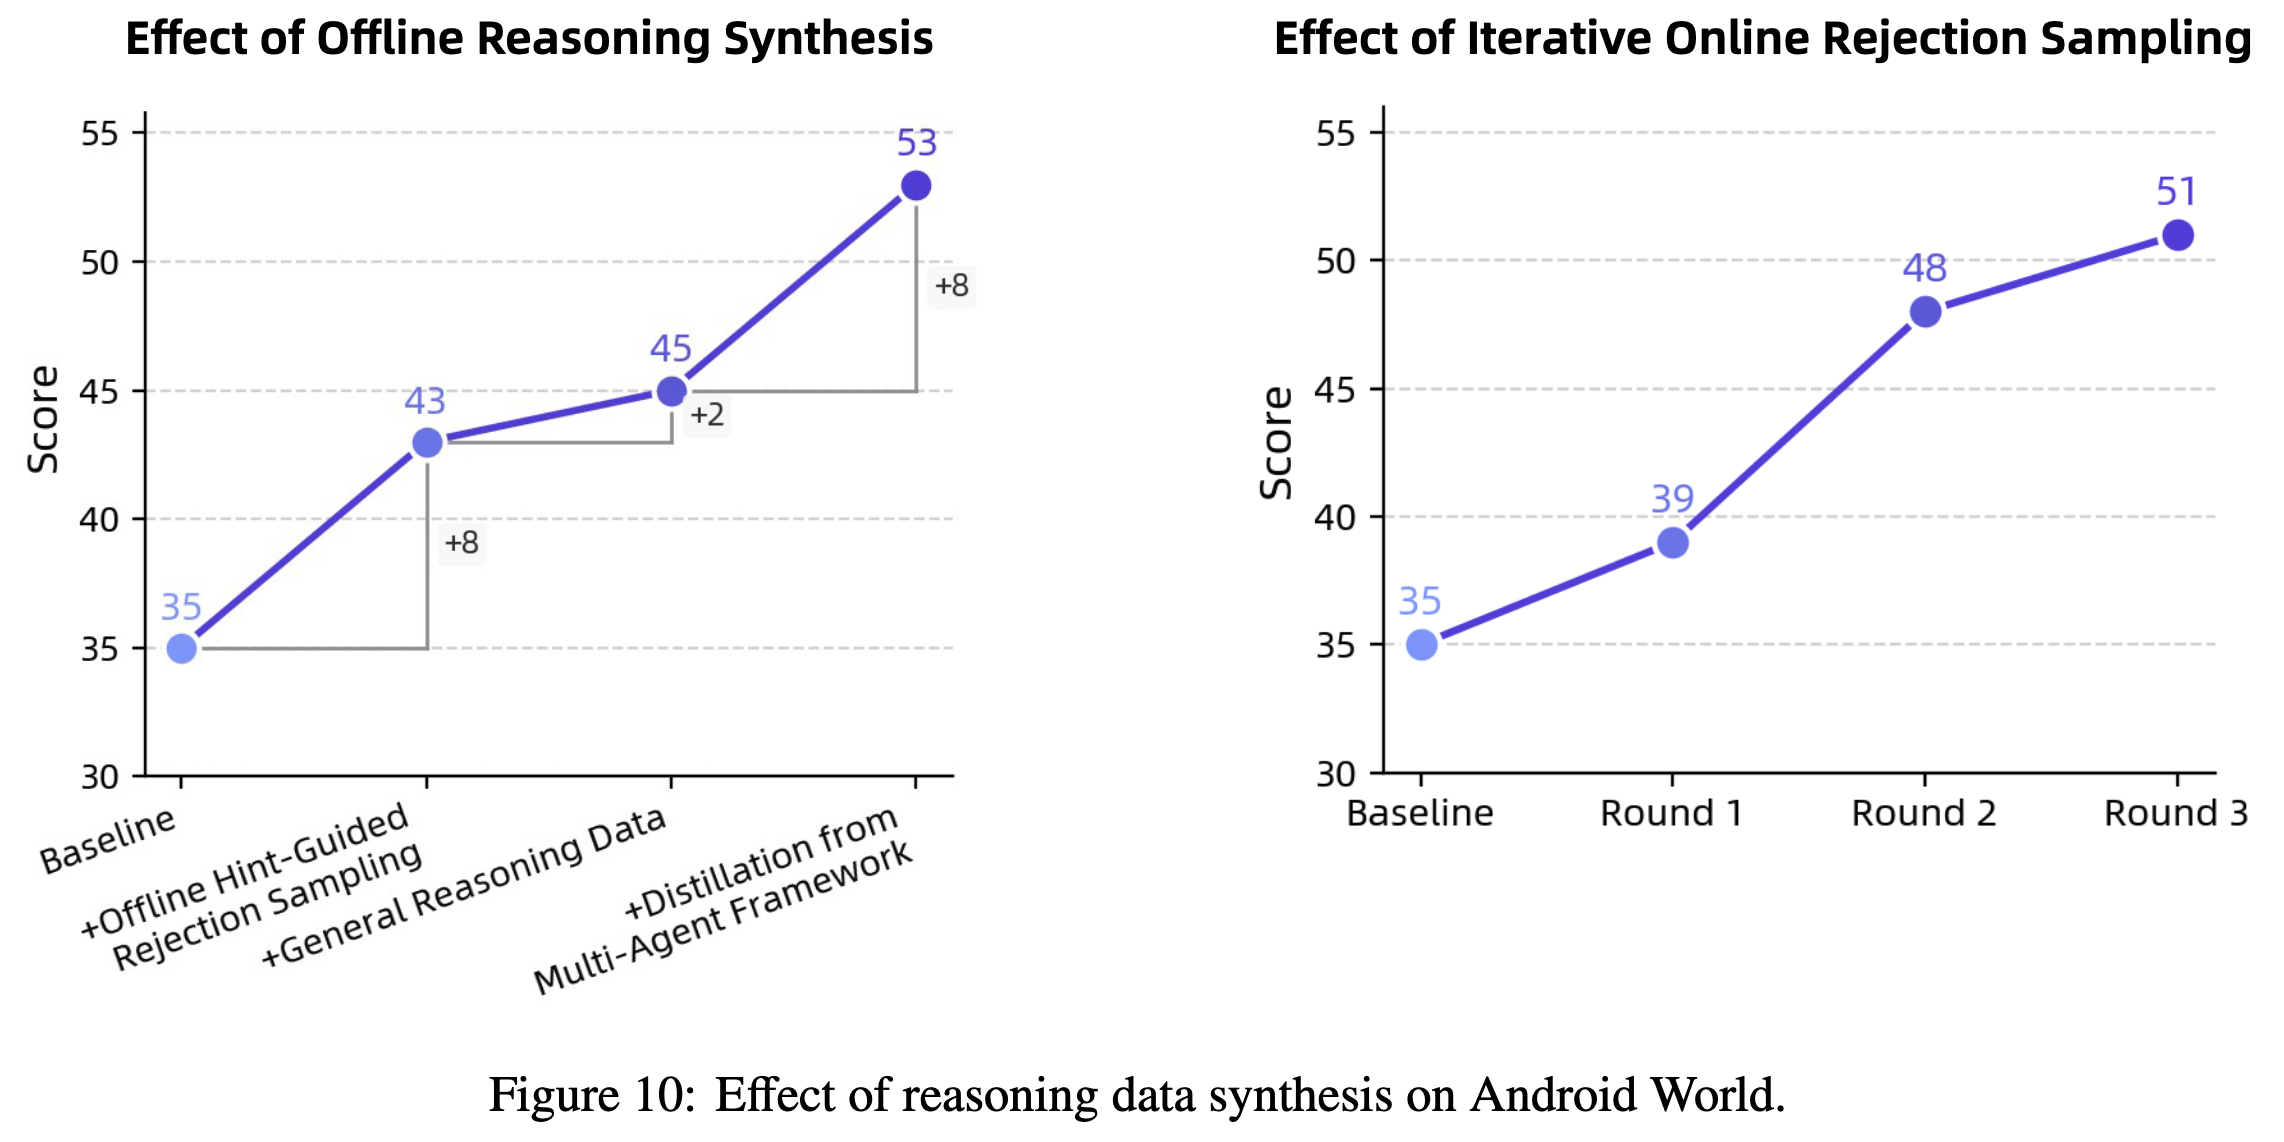 Effect of Offline Reasoning Synthesis
55
50
45
40
35
30
Score
35
43
45
53
+8
+2
+8
Baseline
+Offline Hint-Guided
Rejection Sampling
+General Reasoning Data
+Distillation from
Multi-Agent Framework
Effect of Iterative Online Rejection Sampling
55
50
45
40
35
30
Score
35
39
48
51
Baseline
Round 1
Round 2
Round 3
Figure 10: Effect of reasoning data synthesis on Android World.